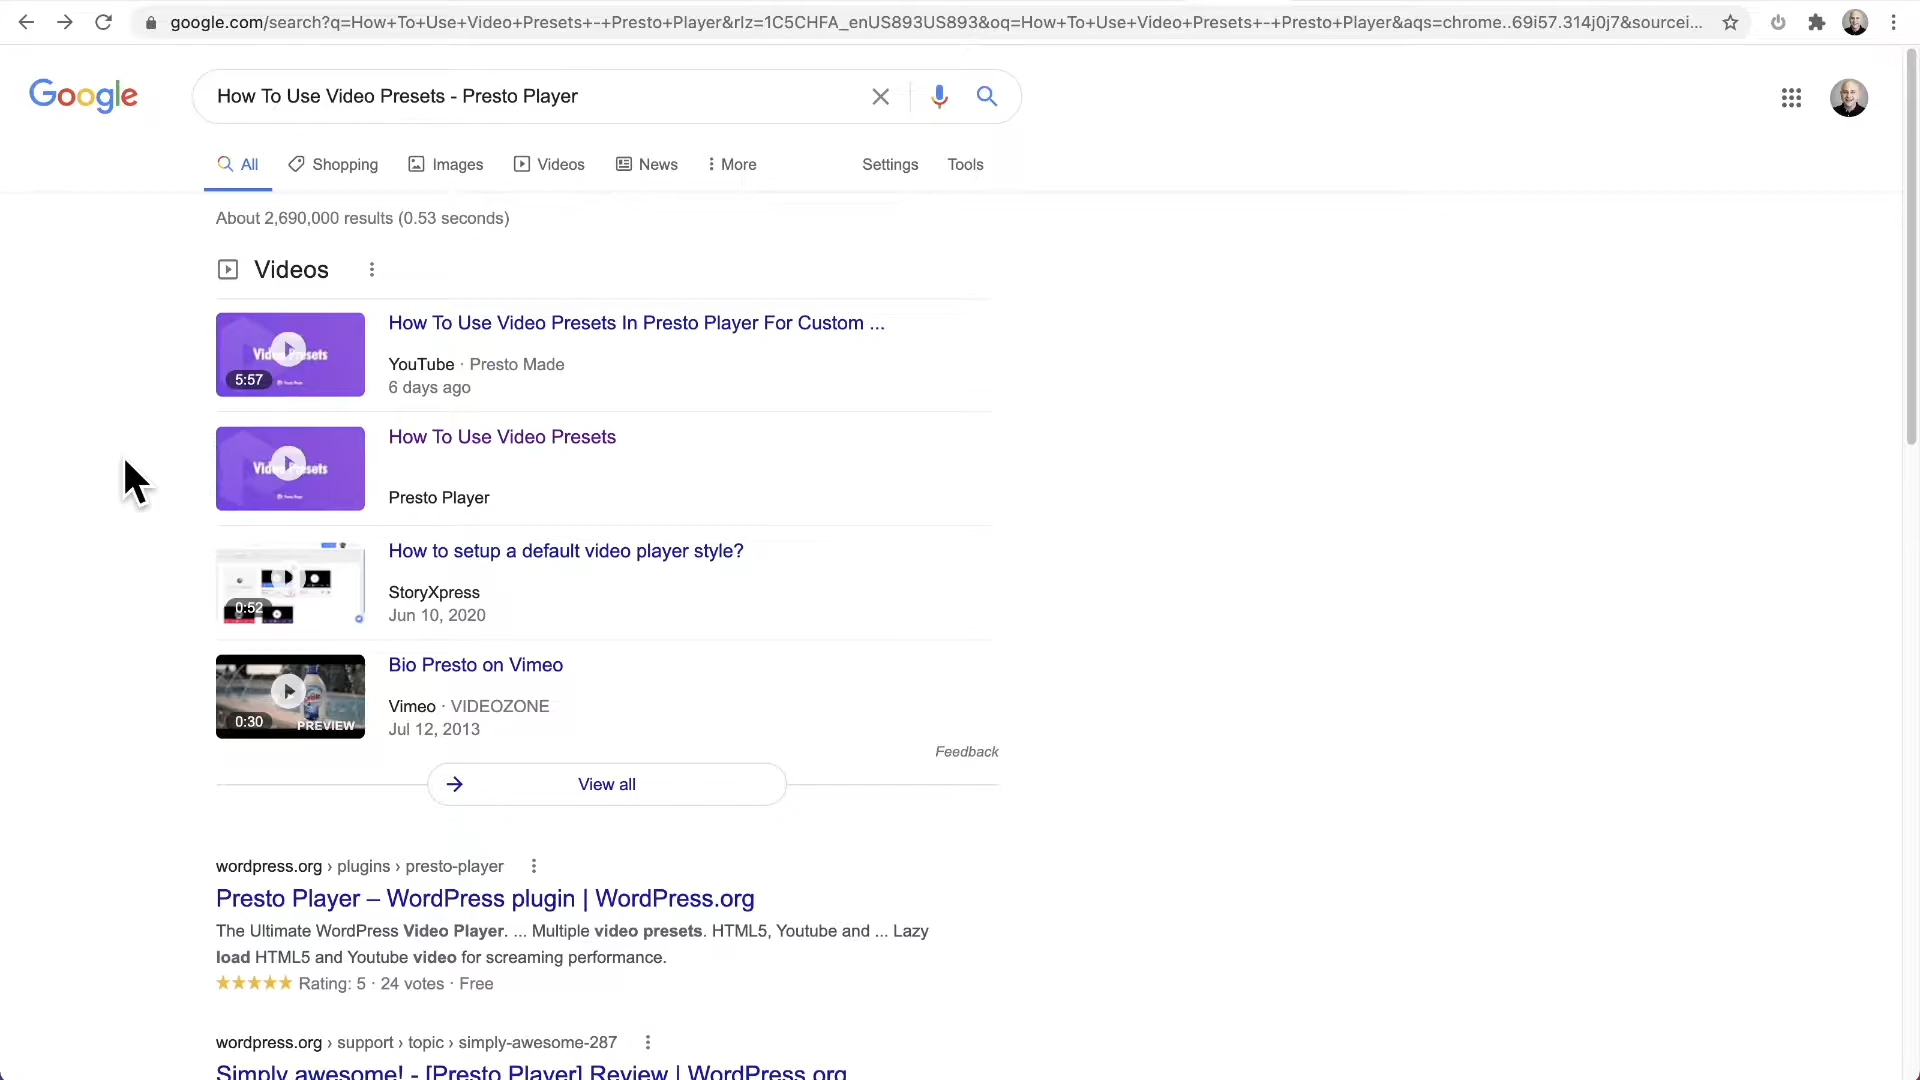 google.com/search?q=How+To+Use+Video+Presets+-+Presto+Player&rlz=1C5CHFA_enUS893US893&oq=How+To+Use+Video+Presets+-+Presto+Player&aqs=chrome..69i57.314j0j7&sourcei...
Google
How To Use Video Presets - Presto Player
All Shopping Images Videos News More Settings Tools
About 2,690,000 results (0.53 seconds)
Videos
How To Use Video Presets In Presto Player For Custom ...
YouTube · Presto Made
6 days ago
5:57
How To Use Video Presets
Presto Player
How to setup a default video player style?
StoryXpress
Jun 10, 2020
0:52
Bio Presto on Vimeo
Vimeo · VIDEOZONE
Jul 12, 2013
0:30 PREVIEW
Feedback
View all
wordpress.org › plugins › presto-player
Presto Player – WordPress plugin | WordPress.org
The Ultimate WordPress Video Player. ... Multiple video presets. HTML5, Youtube and ... Lazy
load HTML5 and Youtube video for screaming performance.
Rating: 5 · 24 votes · Free
wordpress.org › support › topic › simply-awesome-287
Simply awesome! - [Presto Player] Review | WordPress.org